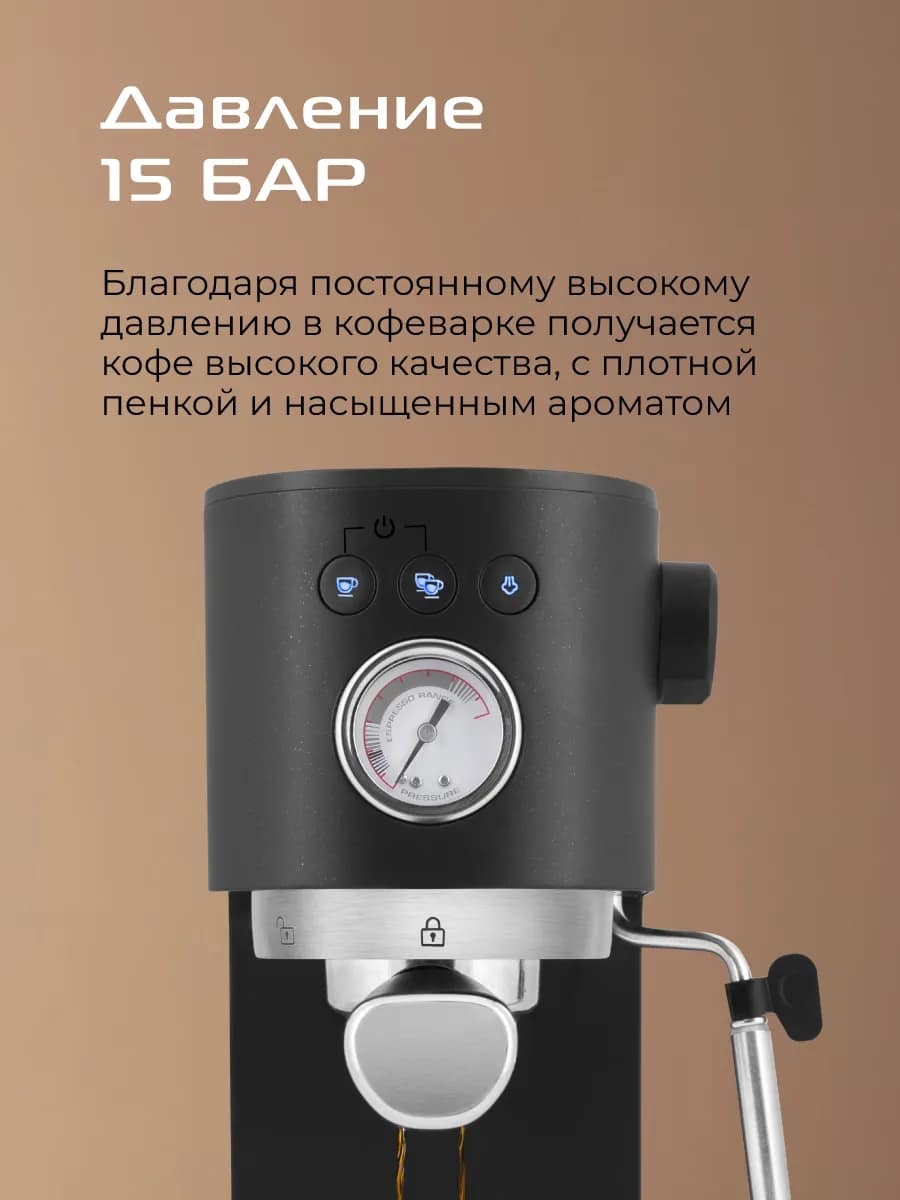 Давление
15 БАР
Благодаря постоянному высокому
давлению в кофеварке получается
кофе высокого качества, с плотной
пенкой и насыщенным ароматом
ESPRESSO RANGE
PRESSURE